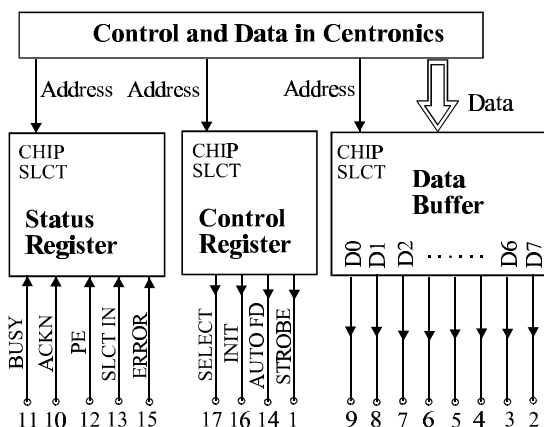 Control and Data in Centronics
Address
Address
Address
Data
CHIP
SLCT
Status
Register
CHIP
SLCT
Control
Register
CHIP
SLCT
Data
Buffer
D0
D1
D2
......
D6
D7
BUSY
ACKN
PE
SLCT IN
ERROR
SELECT
INIT
AUTO FD
STROBE
11 10 12 13 15 17 16 14 1 9 8 7 6 5 4 3 2